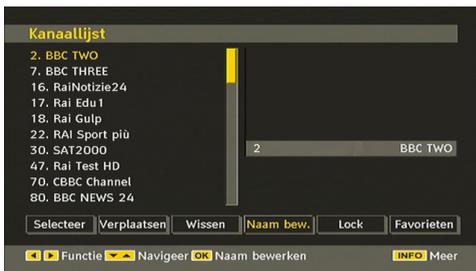 Kanaallijst
2. BBC TWO
7. BBC THREE
16. RaiNotizie24
17. Rai Edu1
18. Rai Gulp
22. RAI Sport più
30. SAT2000
47. Rai Test HD
70. CBBC Channel
80. BBC NEWS 24
2 BBC TWO
Selecteer Verplaatsen Wissen Naam bew. Lock Favorieten
Functie Navigeer OK Naam bewerken INFO Meer